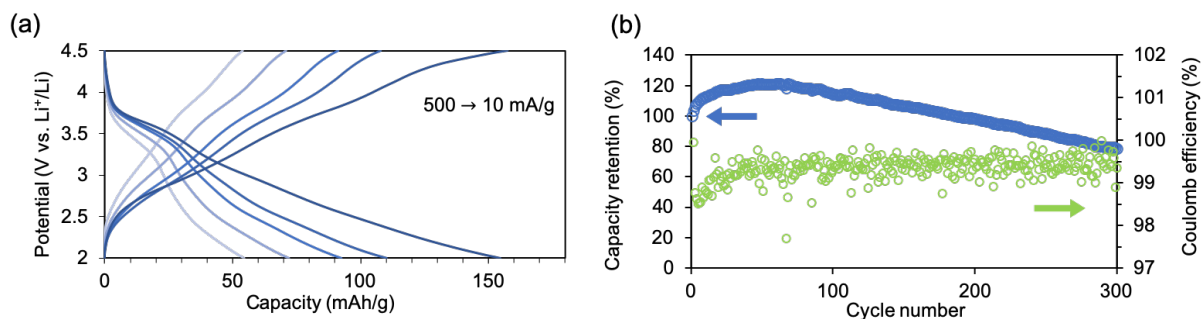 (a)
4.5
4
3.5
3
2.5
2
Potential (V vs. Li⁺/Li)
500 → 10 mA/g
0 50 100 150
Capacity (mAh/g)
(b)
140
120
100
80
60
40
20
0
Capacity retention (%)
102
101
100
99
98
97
Coulomb efficiency (%)
0 100 200 300
Cycle number